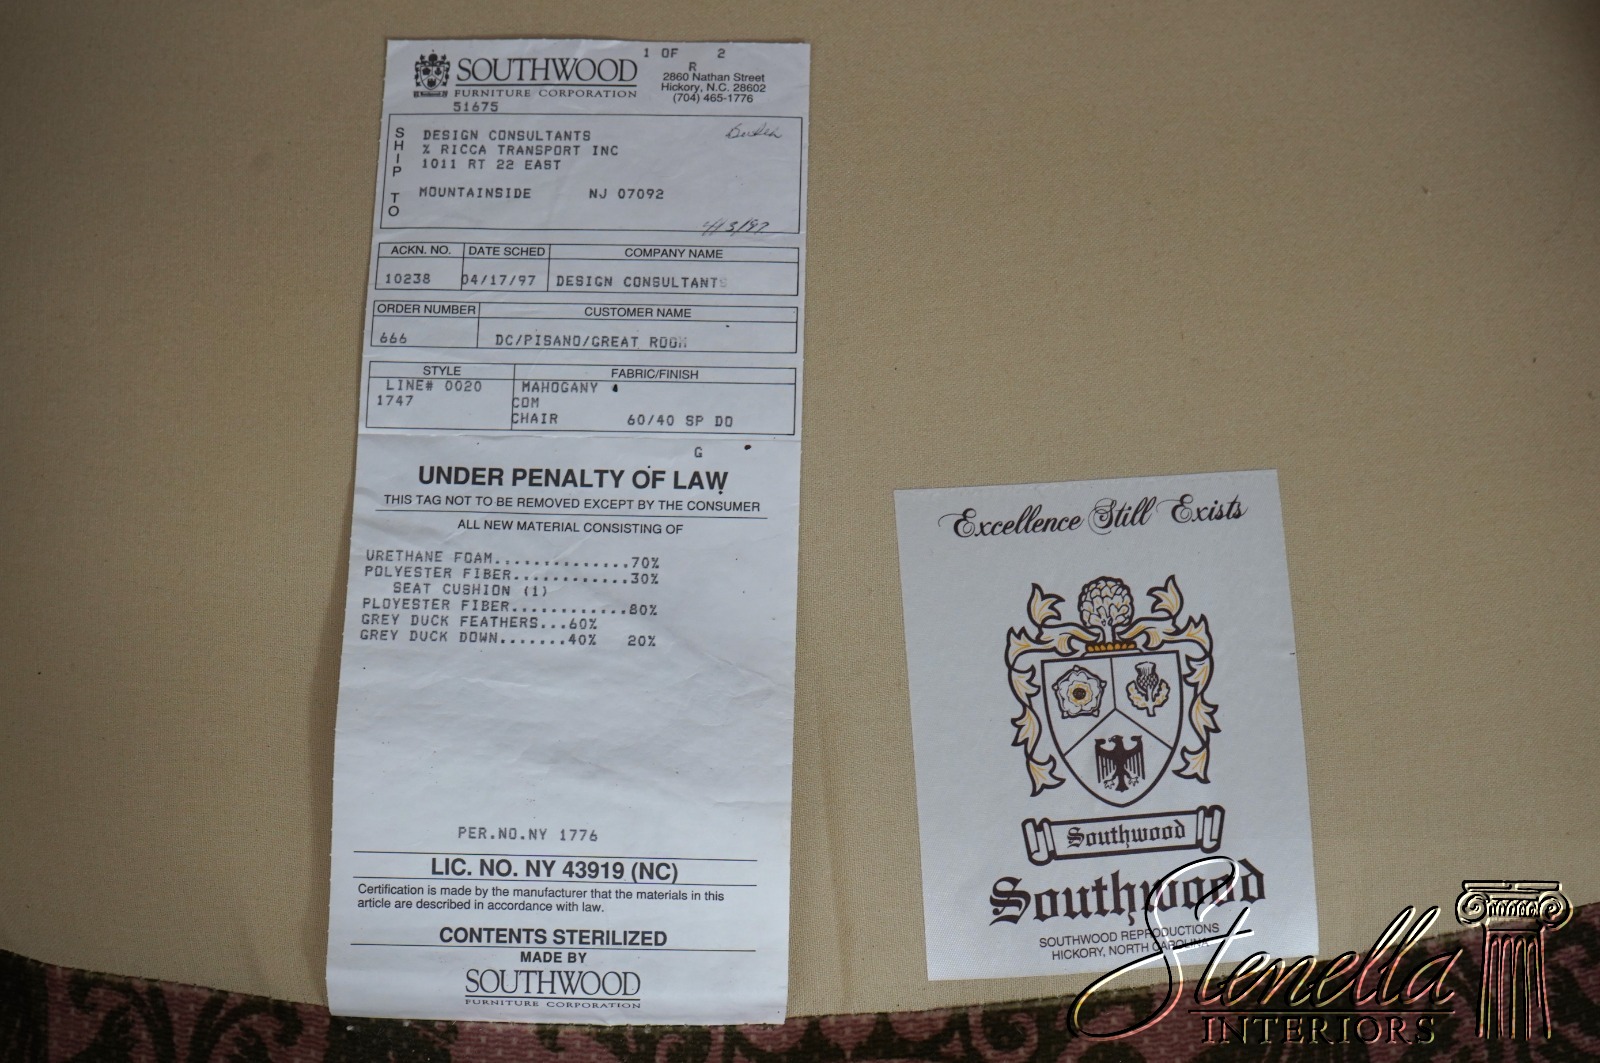 1 OF 2
R
SOUTHWOOD
FURNITURE CORPORATION
2860 Nathan Street
Hickory, N.C. 28602
(704) 465-1776
51675
SHIP TO
DESIGN CONSULTANTS
% RICCA TRANSPORT INC
1011 RT 22 EAST
MOUNTAINSIDE NJ 07092
ACKN. NO. DATE SCHED COMPANY NAME
10238 04/17/97 DESIGN CONSULTANTS
ORDER NUMBER CUSTOMER NAME
666 DC/PISANO/GREAT ROOM
STYLE FABRIC/FINISH
LINE# 0020 MAHOGANY
1747 COM
CHAIR 60/40 SP DD
G
UNDER PENALTY OF LAW
THIS TAG NOT TO BE REMOVED EXCEPT BY THE CONSUMER
ALL NEW MATERIAL CONSISTING OF
URETHANE FOAM..............70%
POLYESTER FIBER............30%
SEAT CUSHION (1)
PLOYESTER FIBER............80%
GREY DUCK FEATHERS...60%
GREY DUCK DOWN.......40% 20%
PER.NO.NY 1776
LIC. NO. NY 43919 (NC)
Certification is made by the manufacturer that the materials in this
article are described in accordance with law.
CONTENTS STERILIZED
MADE BY
SOUTHWOOD
FURNITURE CORPORATION
Excellence Still Exists
Southwood
Southwood
SOUTHWOOD REPRODUCTIONS
HICKORY, NORTH CAROLINA
Stenella
INTERIORS